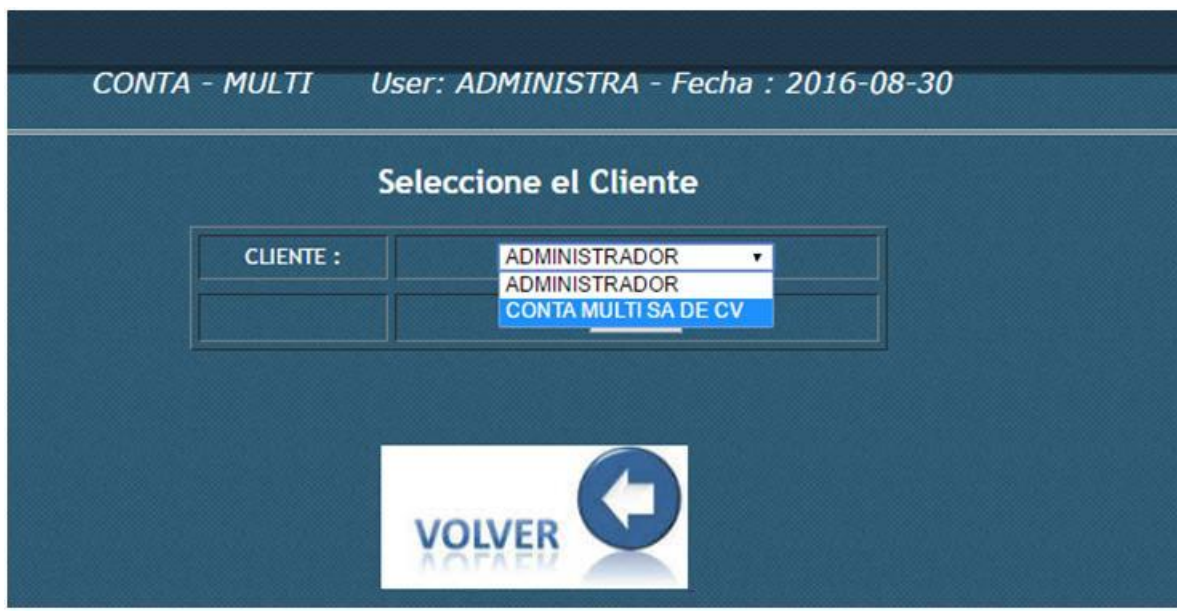 CONTA - MULTI User: ADMINISTRA - Fecha : 2016-08-30
Seleccione el Cliente
CLIENTE : ADMINISTRADOR
ADMINISTRADOR
CONTA MULTI SA DE CV
VOLVER